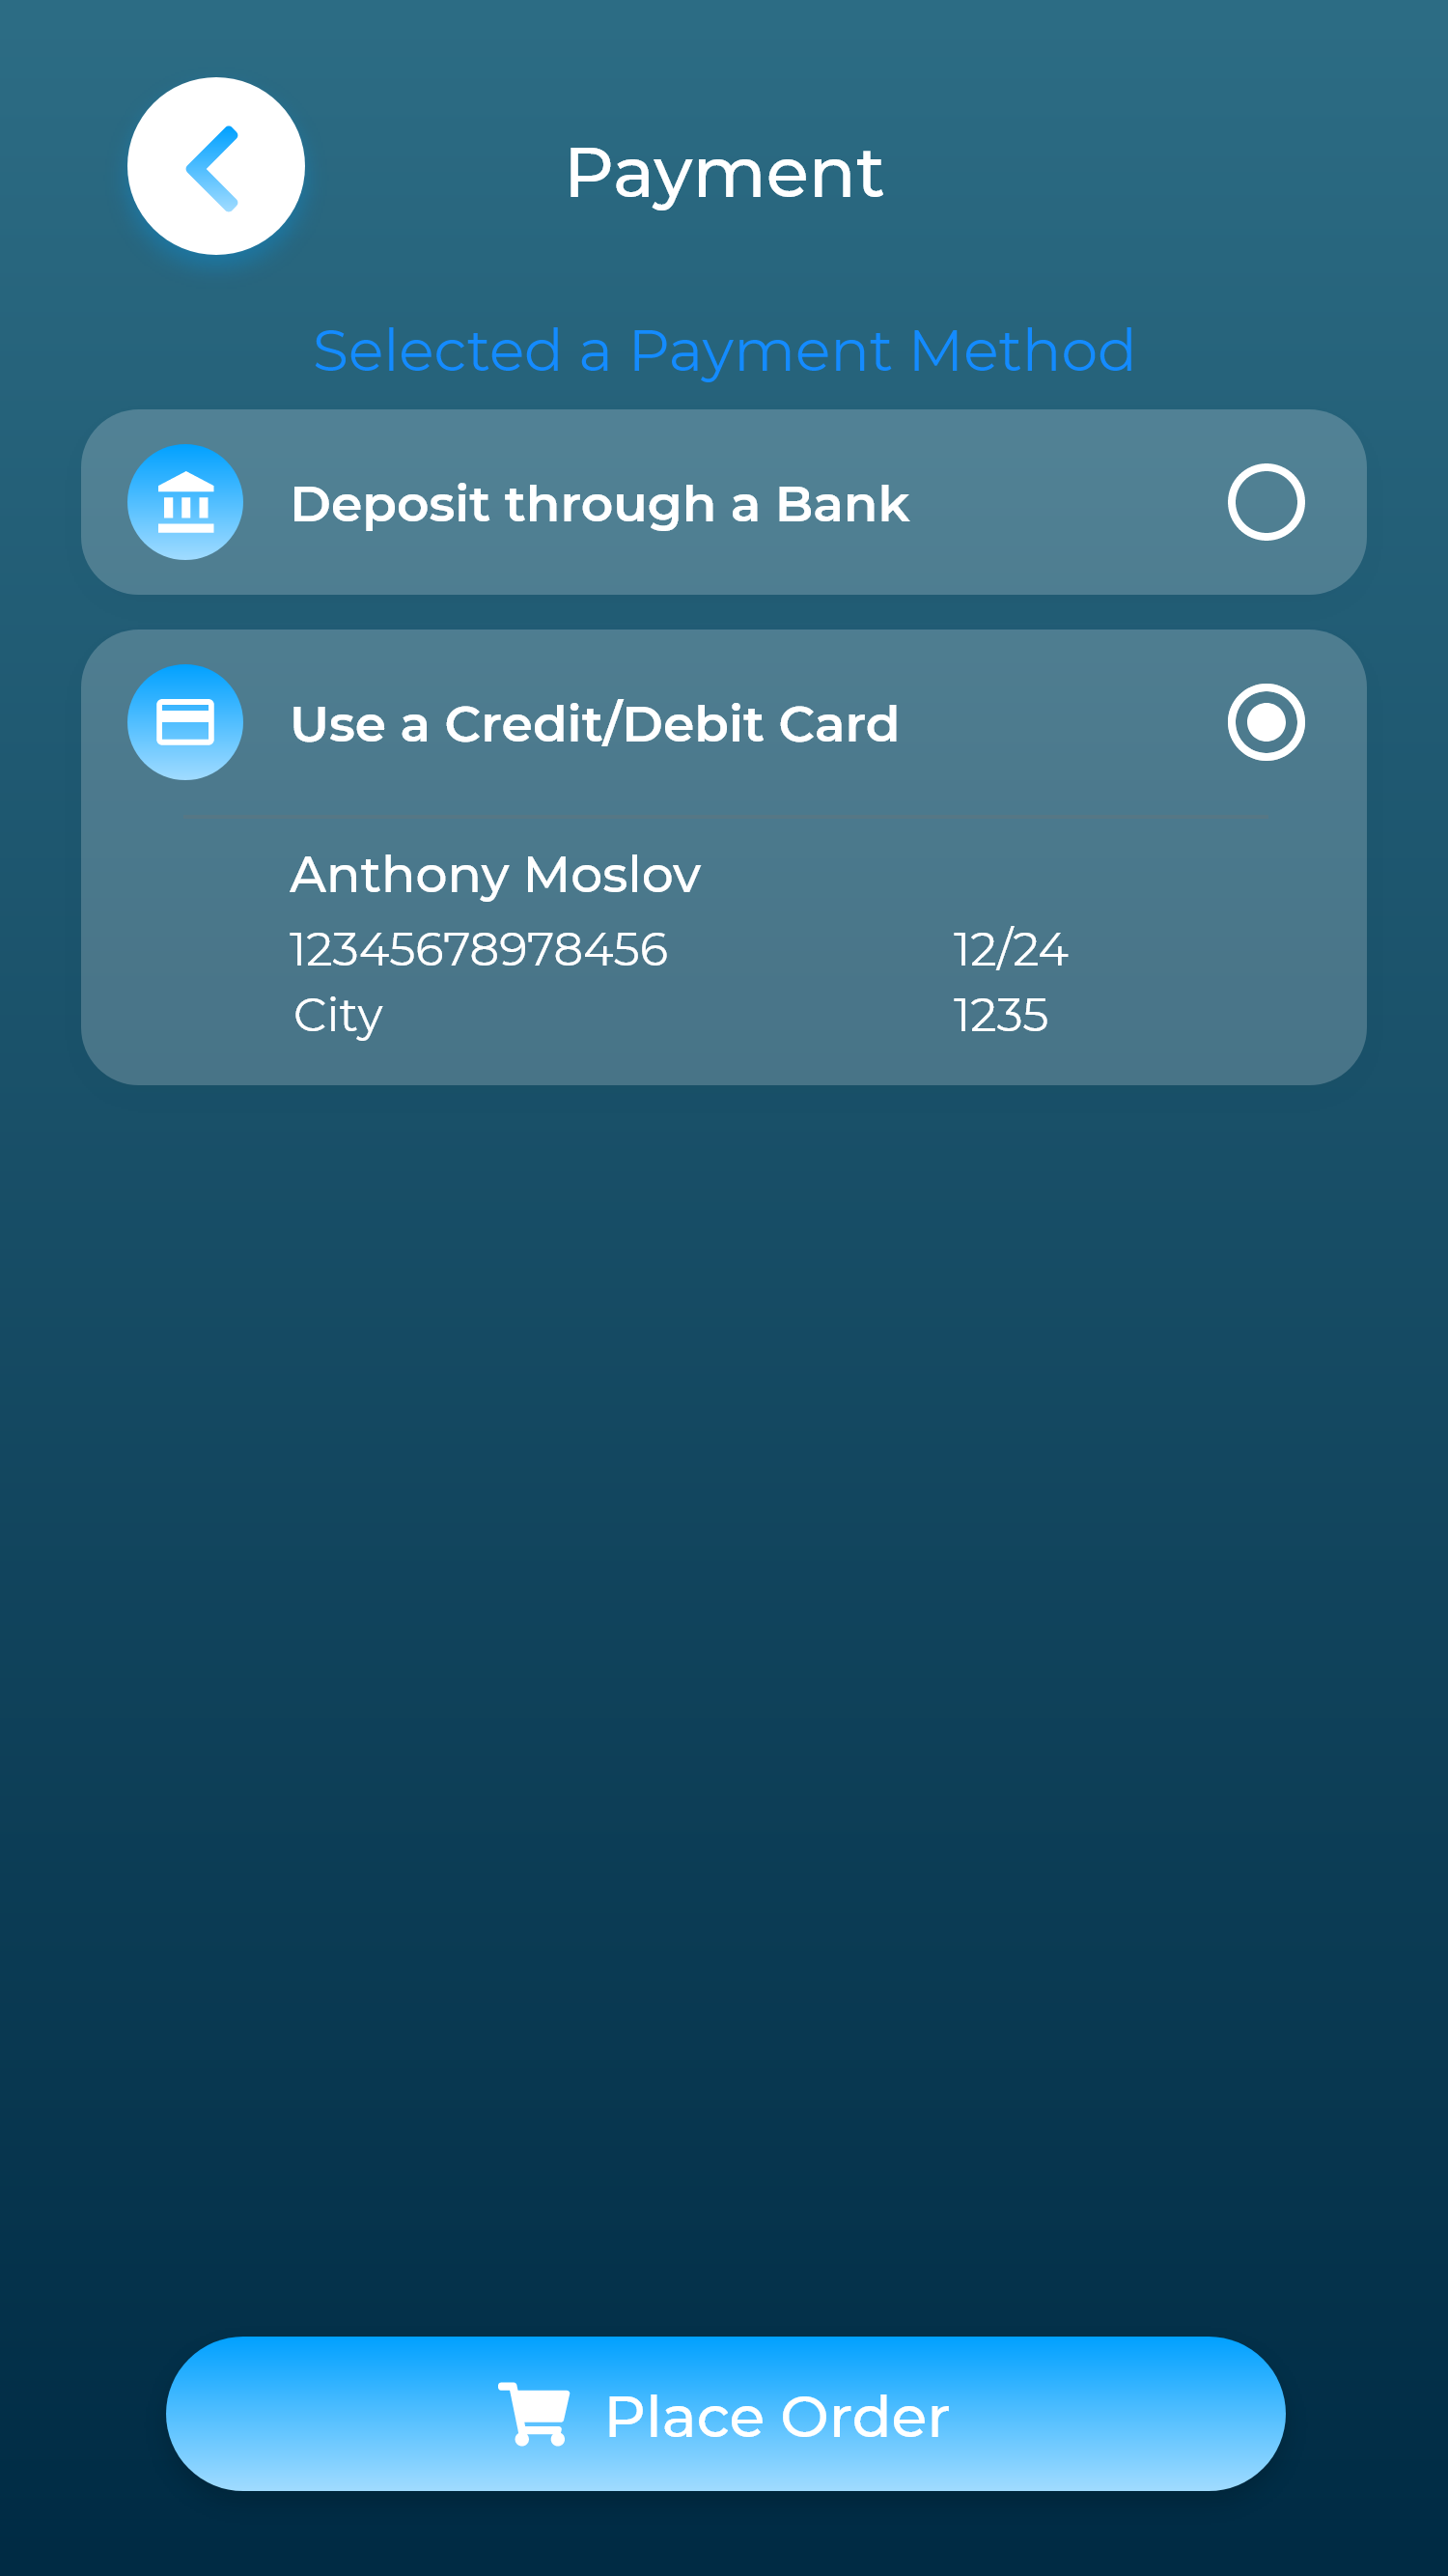 Payment
Selected a Payment Method
Deposit through a Bank
Use a Credit/Debit Card
Anthony Moslov
12345678978456 12/24
City 1235
Place Order